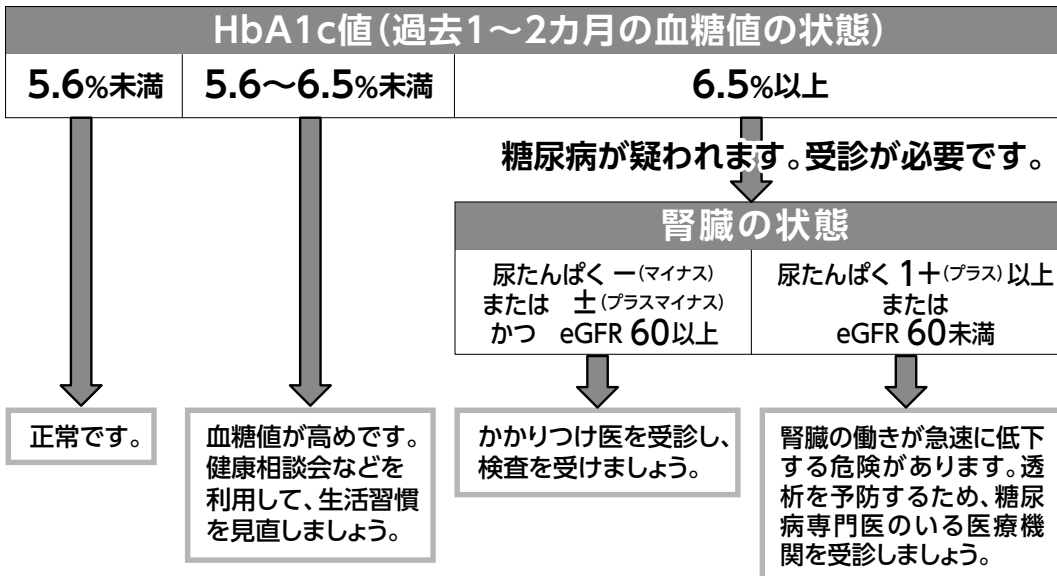 HbA1c値(過去1～2カ月の血糖値の状態)
5.6%未満
5.6～6.5%未満
6.5%以上
糖尿病が疑われます。受診が必要です。
腎臓の状態
尿たんぱく －(マイナス)
または ±(プラスマイナス)
かつ eGFR 60以上
尿たんぱく 1＋(プラス)以上
または
eGFR 60未満
正常です。
血糖値が高めです。
健康相談会などを
利用して、生活習慣
を見直しましょう。
かかりつけ医を受診し、
検査を受けましょう。
腎臓の働きが急速に低下
する危険があります。透
析を予防するため、糖尿
病専門医のいる医療機
関を受診しましょう。